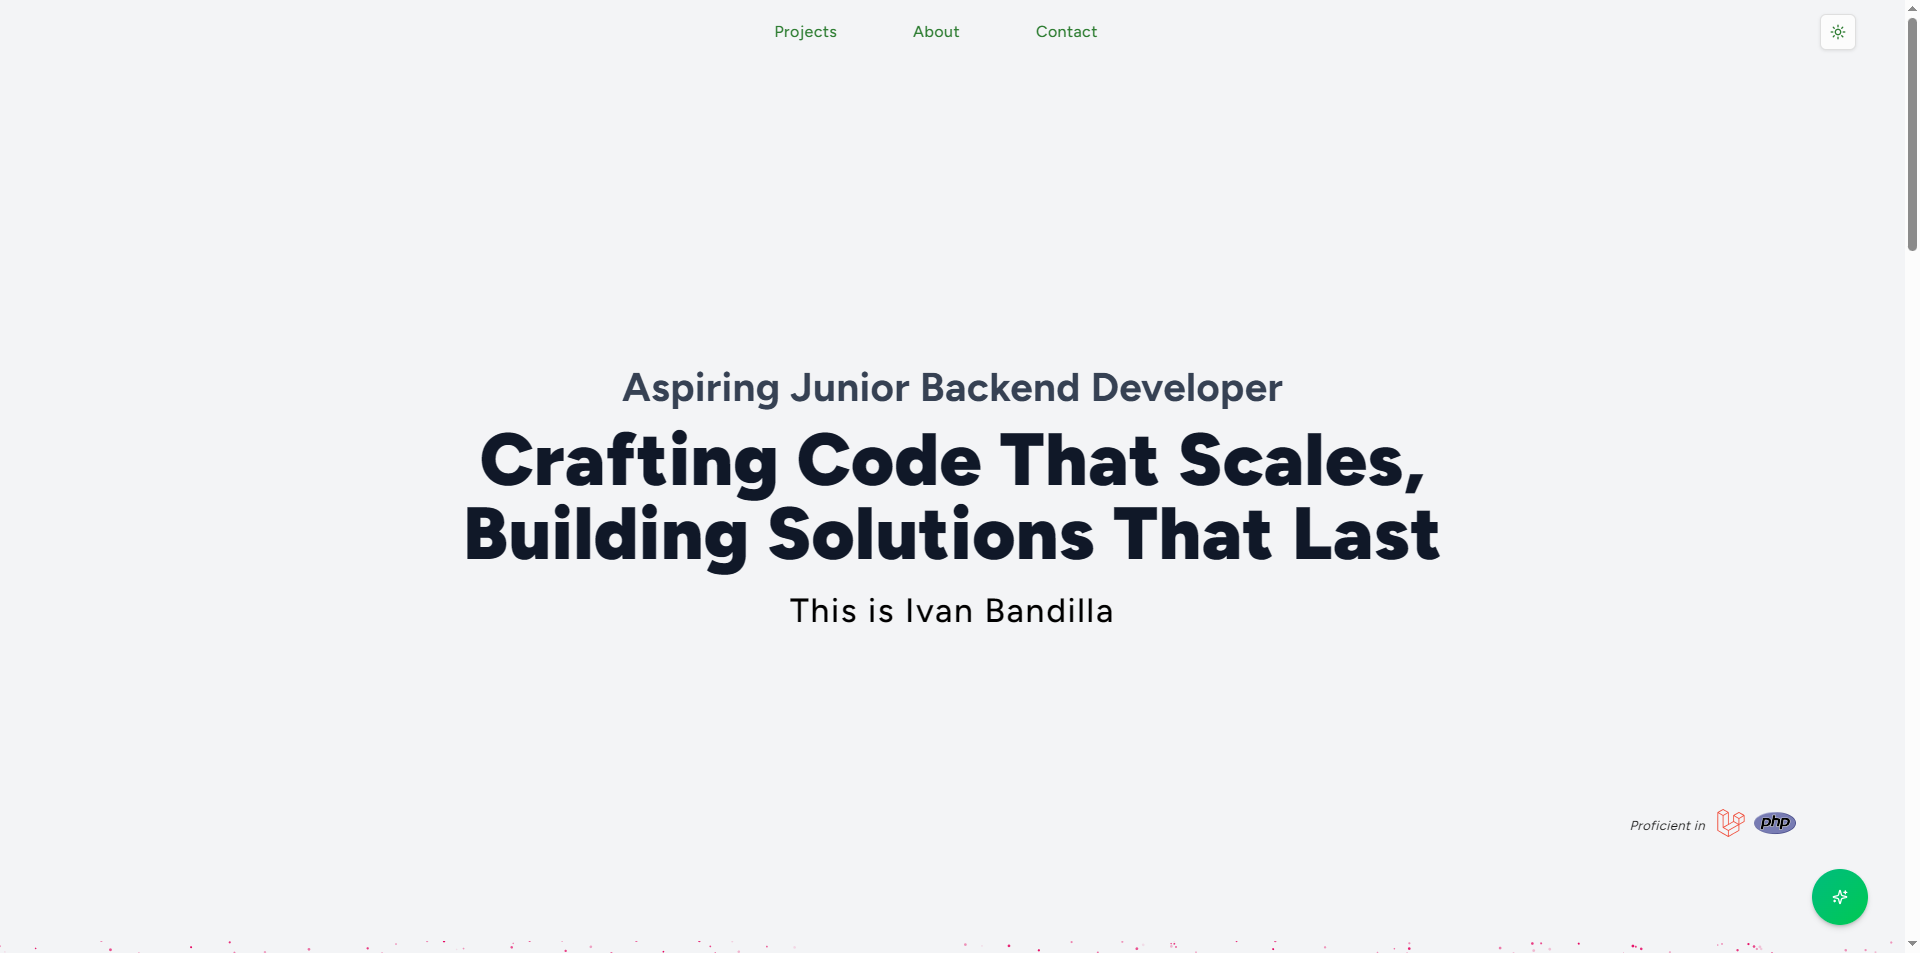 Projects About Contact
Aspiring Junior Backend Developer
Crafting Code That Scales,
Building Solutions That Last
This is Ivan Bandilla
Proficient in php